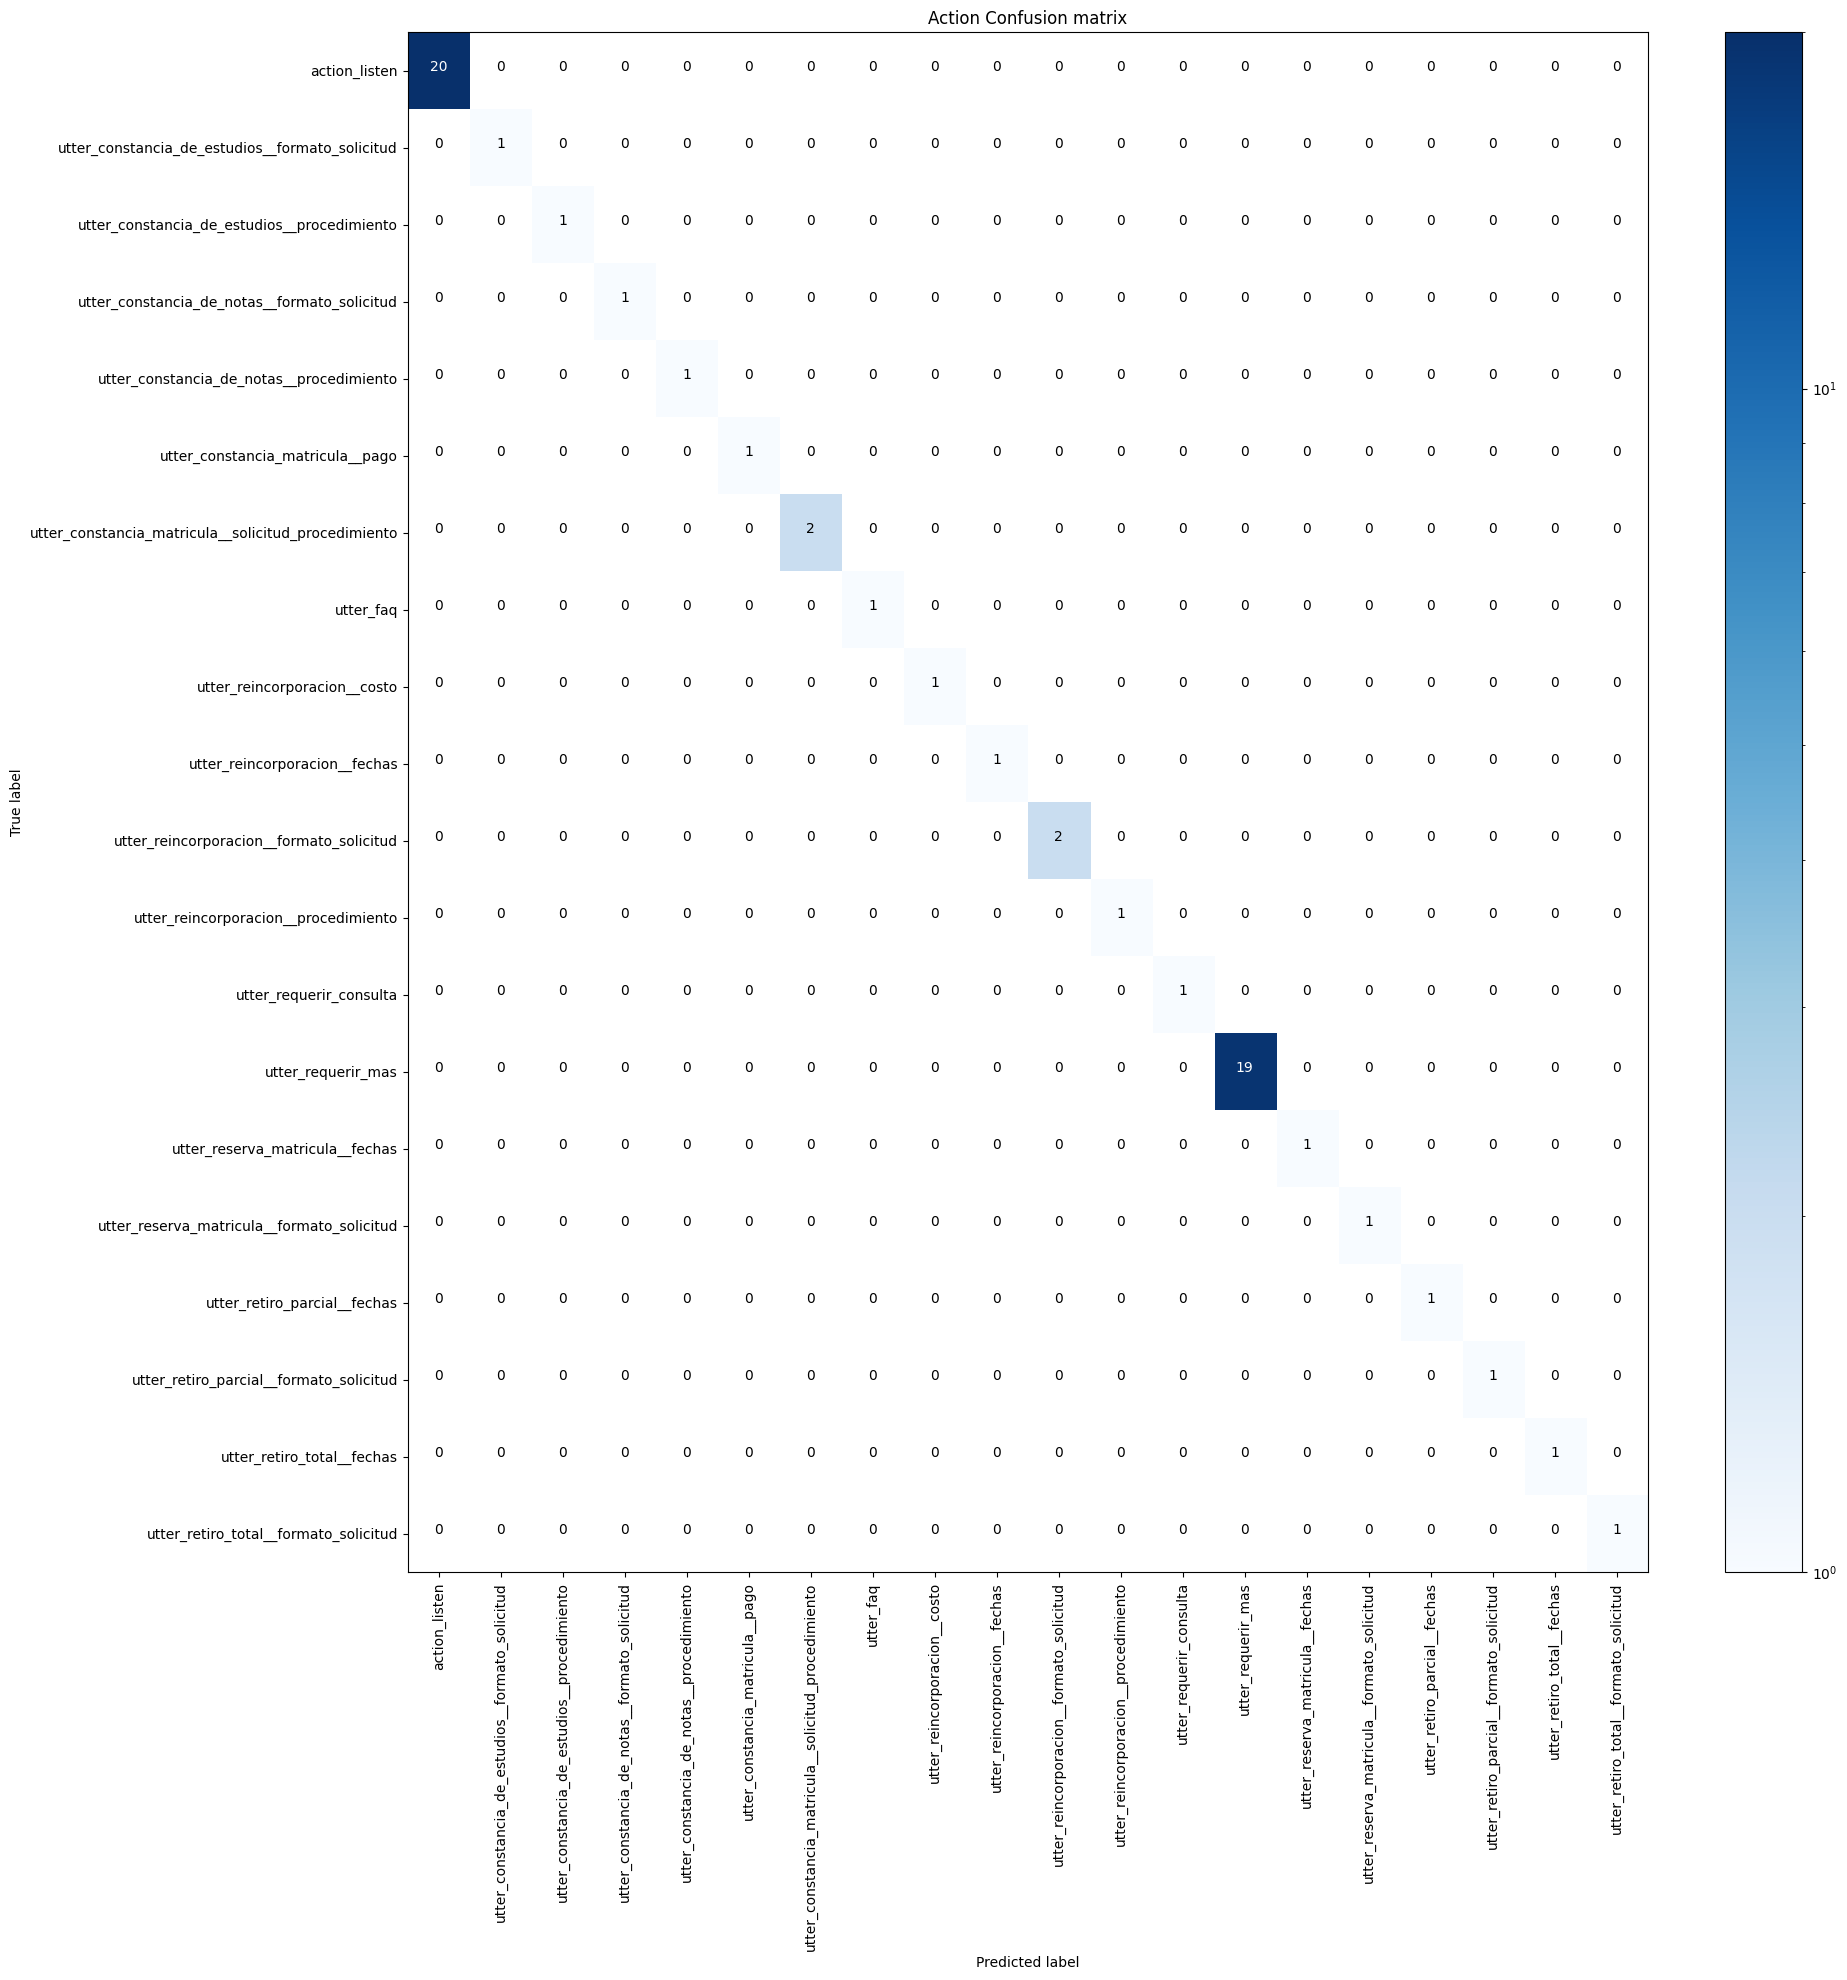 Action Confusion matrix
action_listen 20 0 0 0 0 0 0 0 0 0 0 0 0 0 0 0 0 0 0 0
utter_constancia_de_estudios__formato_solicitud 0 1 0 0 0 0 0 0 0 0 0 0 0 0 0 0 0 0 0 0
utter_constancia_de_estudios__procedimiento 0 0 1 0 0 0 0 0 0 0 0 0 0 0 0 0 0 0 0 0
utter_constancia_de_notas__formato_solicitud 0 0 0 1 0 0 0 0 0 0 0 0 0 0 0 0 0 0 0 0
utter_constancia_de_notas__procedimiento 0 0 0 0 1 0 0 0 0 0 0 0 0 0 0 0 0 0 0 0
utter_constancia_matricula__pago 0 0 0 0 0 1 0 0 0 0 0 0 0 0 0 0 0 0 0 0
utter_constancia_matricula__solicitud_procedimiento 0 0 0 0 0 0 2 0 0 0 0 0 0 0 0 0 0 0 0 0
utter_faq 0 0 0 0 0 0 0 1 0 0 0 0 0 0 0 0 0 0 0 0
utter_reincorporacion__costo 0 0 0 0 0 0 0 0 1 0 0 0 0 0 0 0 0 0 0 0
utter_reincorporacion__fechas 0 0 0 0 0 0 0 0 0 1 0 0 0 0 0 0 0 0 0 0
utter_reincorporacion__formato_solicitud 0 0 0 0 0 0 0 0 0 0 2 0 0 0 0 0 0 0 0 0
utter_reincorporacion__procedimiento 0 0 0 0 0 0 0 0 0 0 0 1 0 0 0 0 0 0 0 0
utter_requerir_consulta 0 0 0 0 0 0 0 0 0 0 0 0 1 0 0 0 0 0 0 0
utter_requerir_mas 0 0 0 0 0 0 0 0 0 0 0 0 0 19 0 0 0 0 0 0
utter_reserva_matricula__fechas 0 0 0 0 0 0 0 0 0 0 0 0 0 0 1 0 0 0 0 0
utter_reserva_matricula__formato_solicitud 0 0 0 0 0 0 0 0 0 0 0 0 0 0 0 1 0 0 0 0
utter_retiro_parcial__fechas 0 0 0 0 0 0 0 0 0 0 0 0 0 0 0 0 1 0 0 0
utter_retiro_parcial__formato_solicitud 0 0 0 0 0 0 0 0 0 0 0 0 0 0 0 0 0 1 0 0
utter_retiro_total__fechas 0 0 0 0 0 0 0 0 0 0 0 0 0 0 0 0 0 0 1 0
utter_retiro_total__formato_solicitud 0 0 0 0 0 0 0 0 0 0 0 0 0 0 0 0 0 0 0 1
True label
action_listen
utter_constancia_de_estudios__formato_solicitud
utter_constancia_de_estudios__procedimiento
utter_constancia_de_notas__formato_solicitud
utter_constancia_de_notas__procedimiento
utter_constancia_matricula__pago
utter_constancia_matricula__solicitud_procedimiento
utter_faq
utter_reincorporacion__costo
utter_reincorporacion__fechas
utter_reincorporacion__formato_solicitud
utter_reincorporacion__procedimiento
utter_requerir_consulta
utter_requerir_mas
utter_reserva_matricula__fechas
utter_reserva_matricula__formato_solicitud
utter_retiro_parcial__fechas
utter_retiro_parcial__formato_solicitud
utter_retiro_total__fechas
utter_retiro_total__formato_solicitud
Predicted label
10¹
10⁰